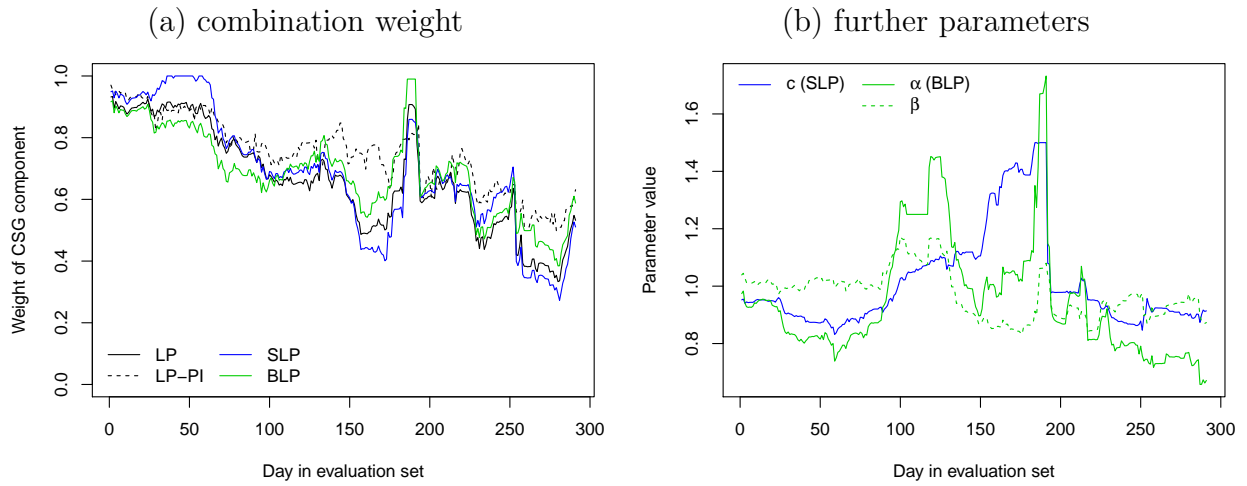 (a) combination weight
Weight of CSG component
1.0
0.8
0.6
0.4
0.2
0.0
LP
LP−PI
SLP
BLP
0 50 100 150 200 250 300
Day in evaluation set
(b) further parameters
Parameter value
1.6
1.4
1.2
1.0
0.8
c (SLP)
α (BLP)
β
0 50 100 150 200 250 300
Day in evaluation set